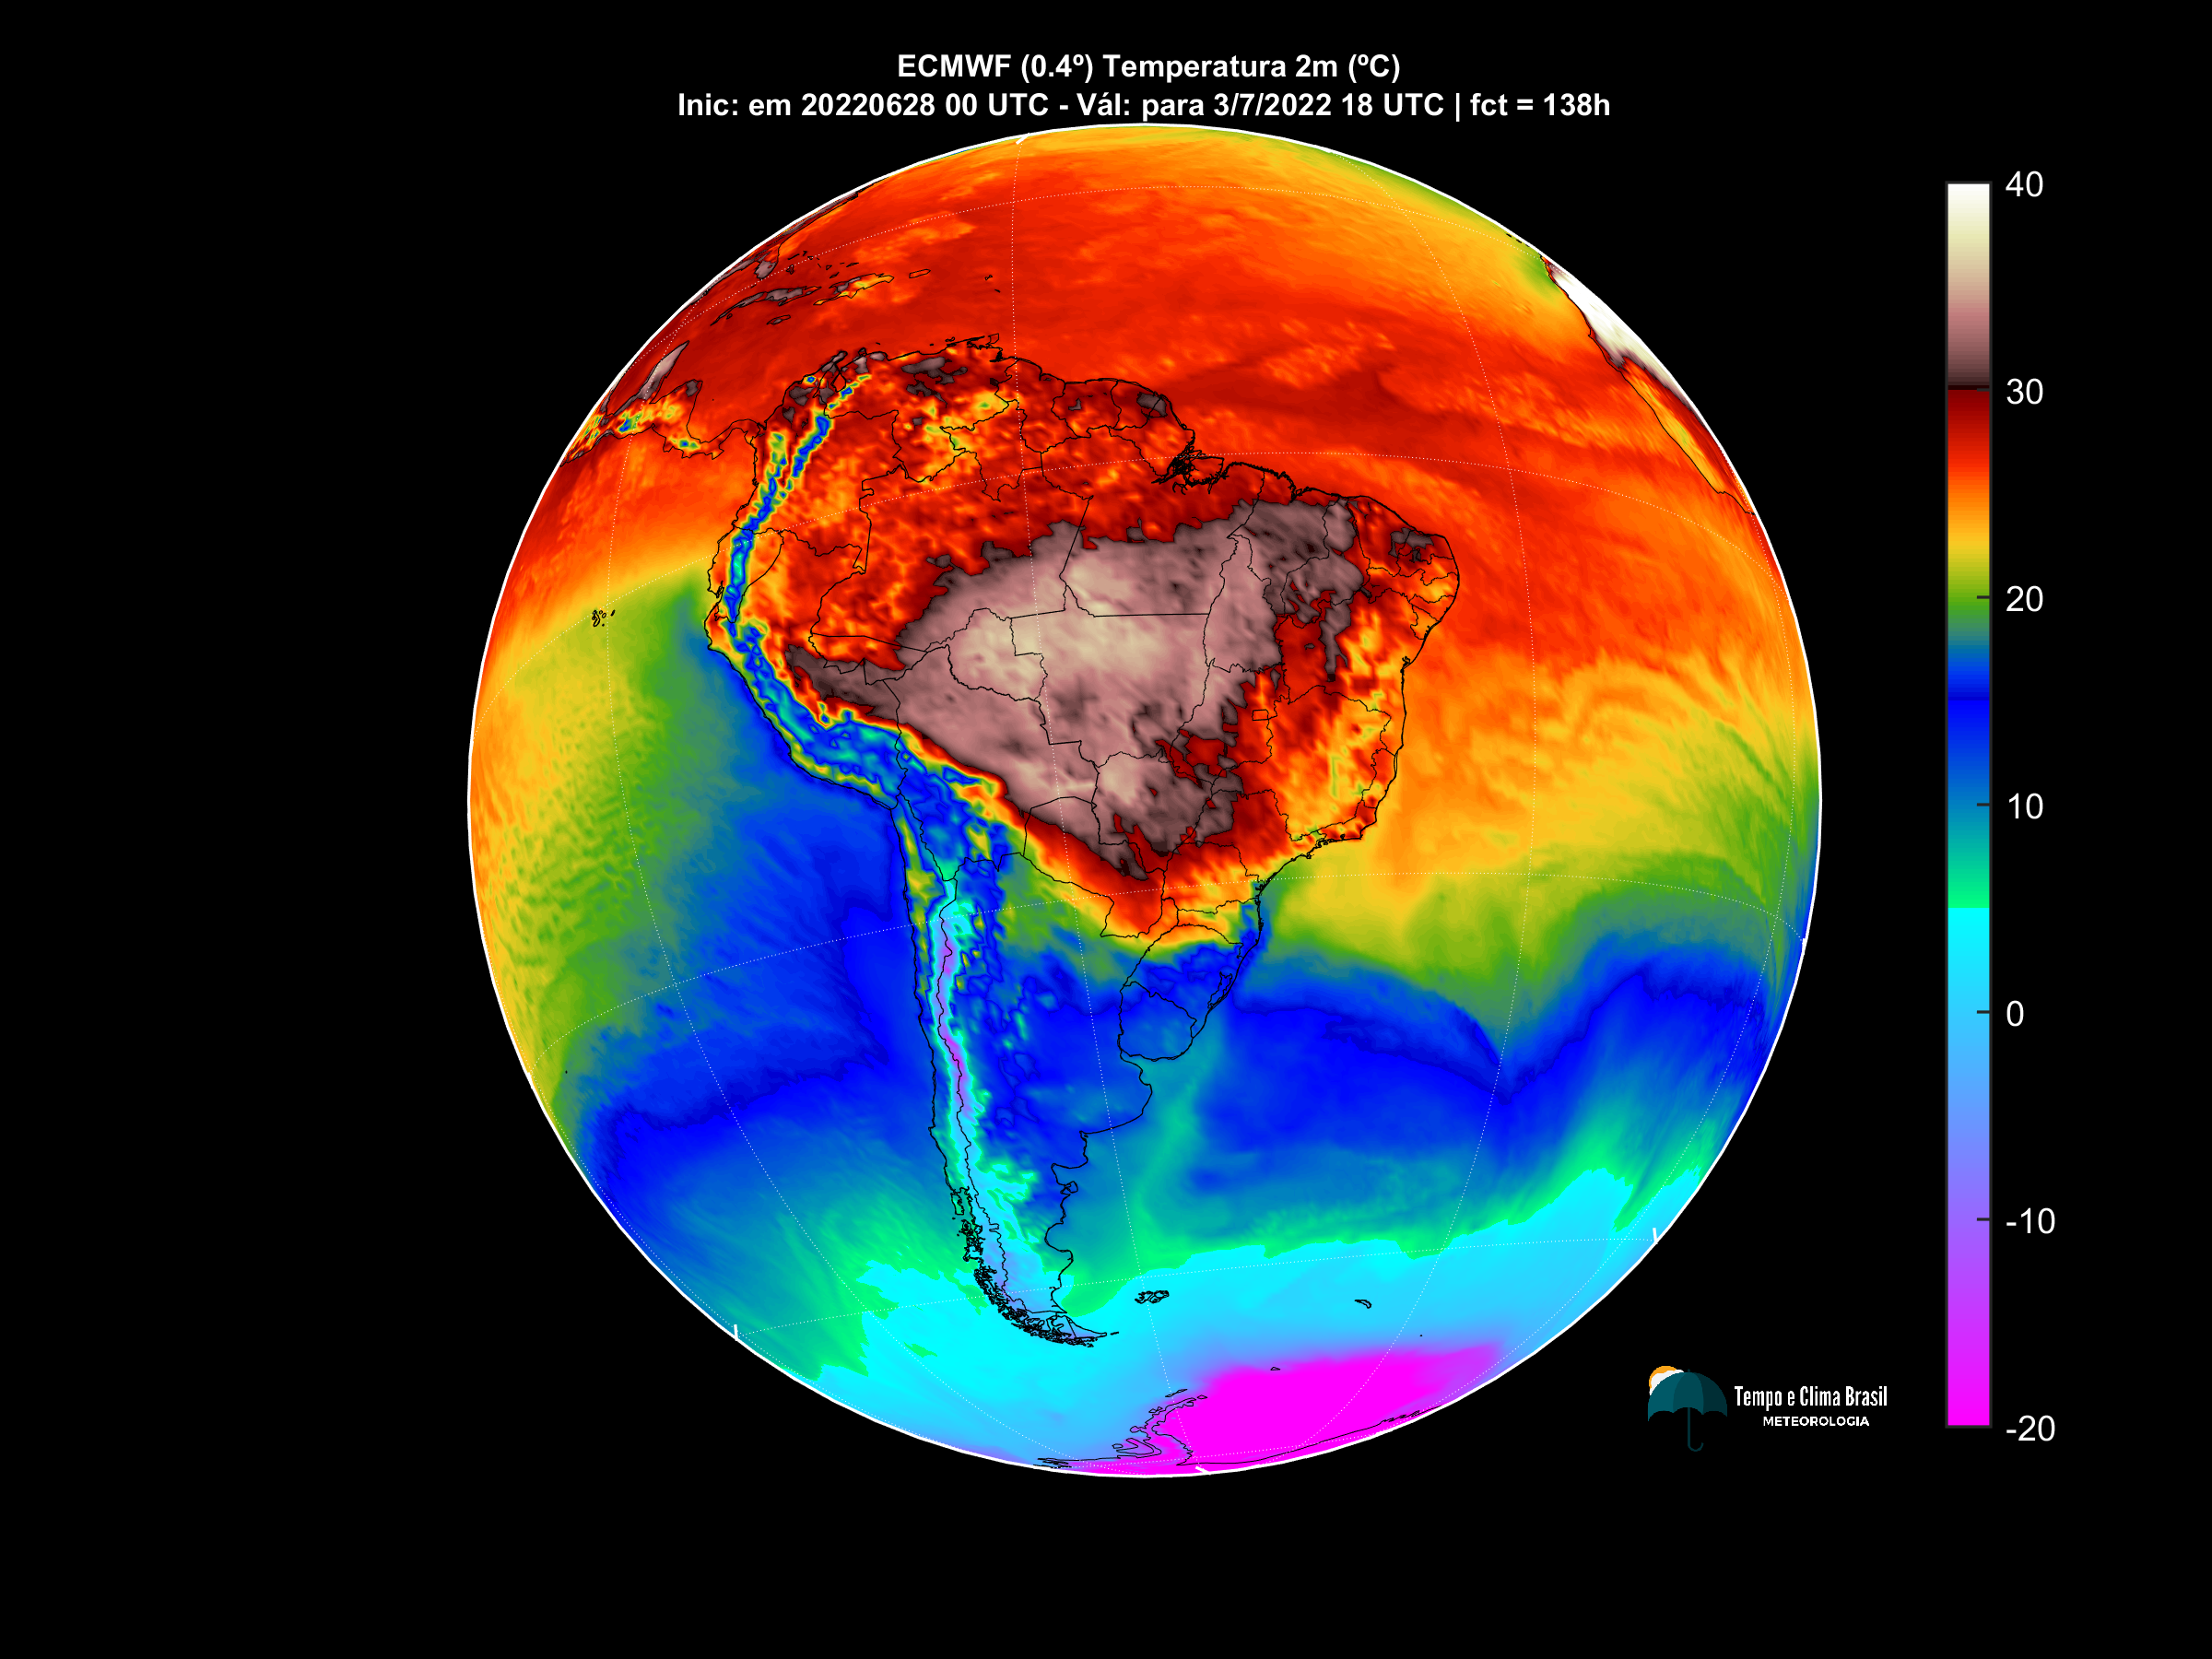 ECMWF (0.4º) Temperatura 2m (ºC)
Inic: em 20220628 00 UTC - Vál: para 3/7/2022 18 UTC | fct = 138h
40
30
20
10
0
-10
-20
Tempo e Clima Brasil
METEOROLOGIA